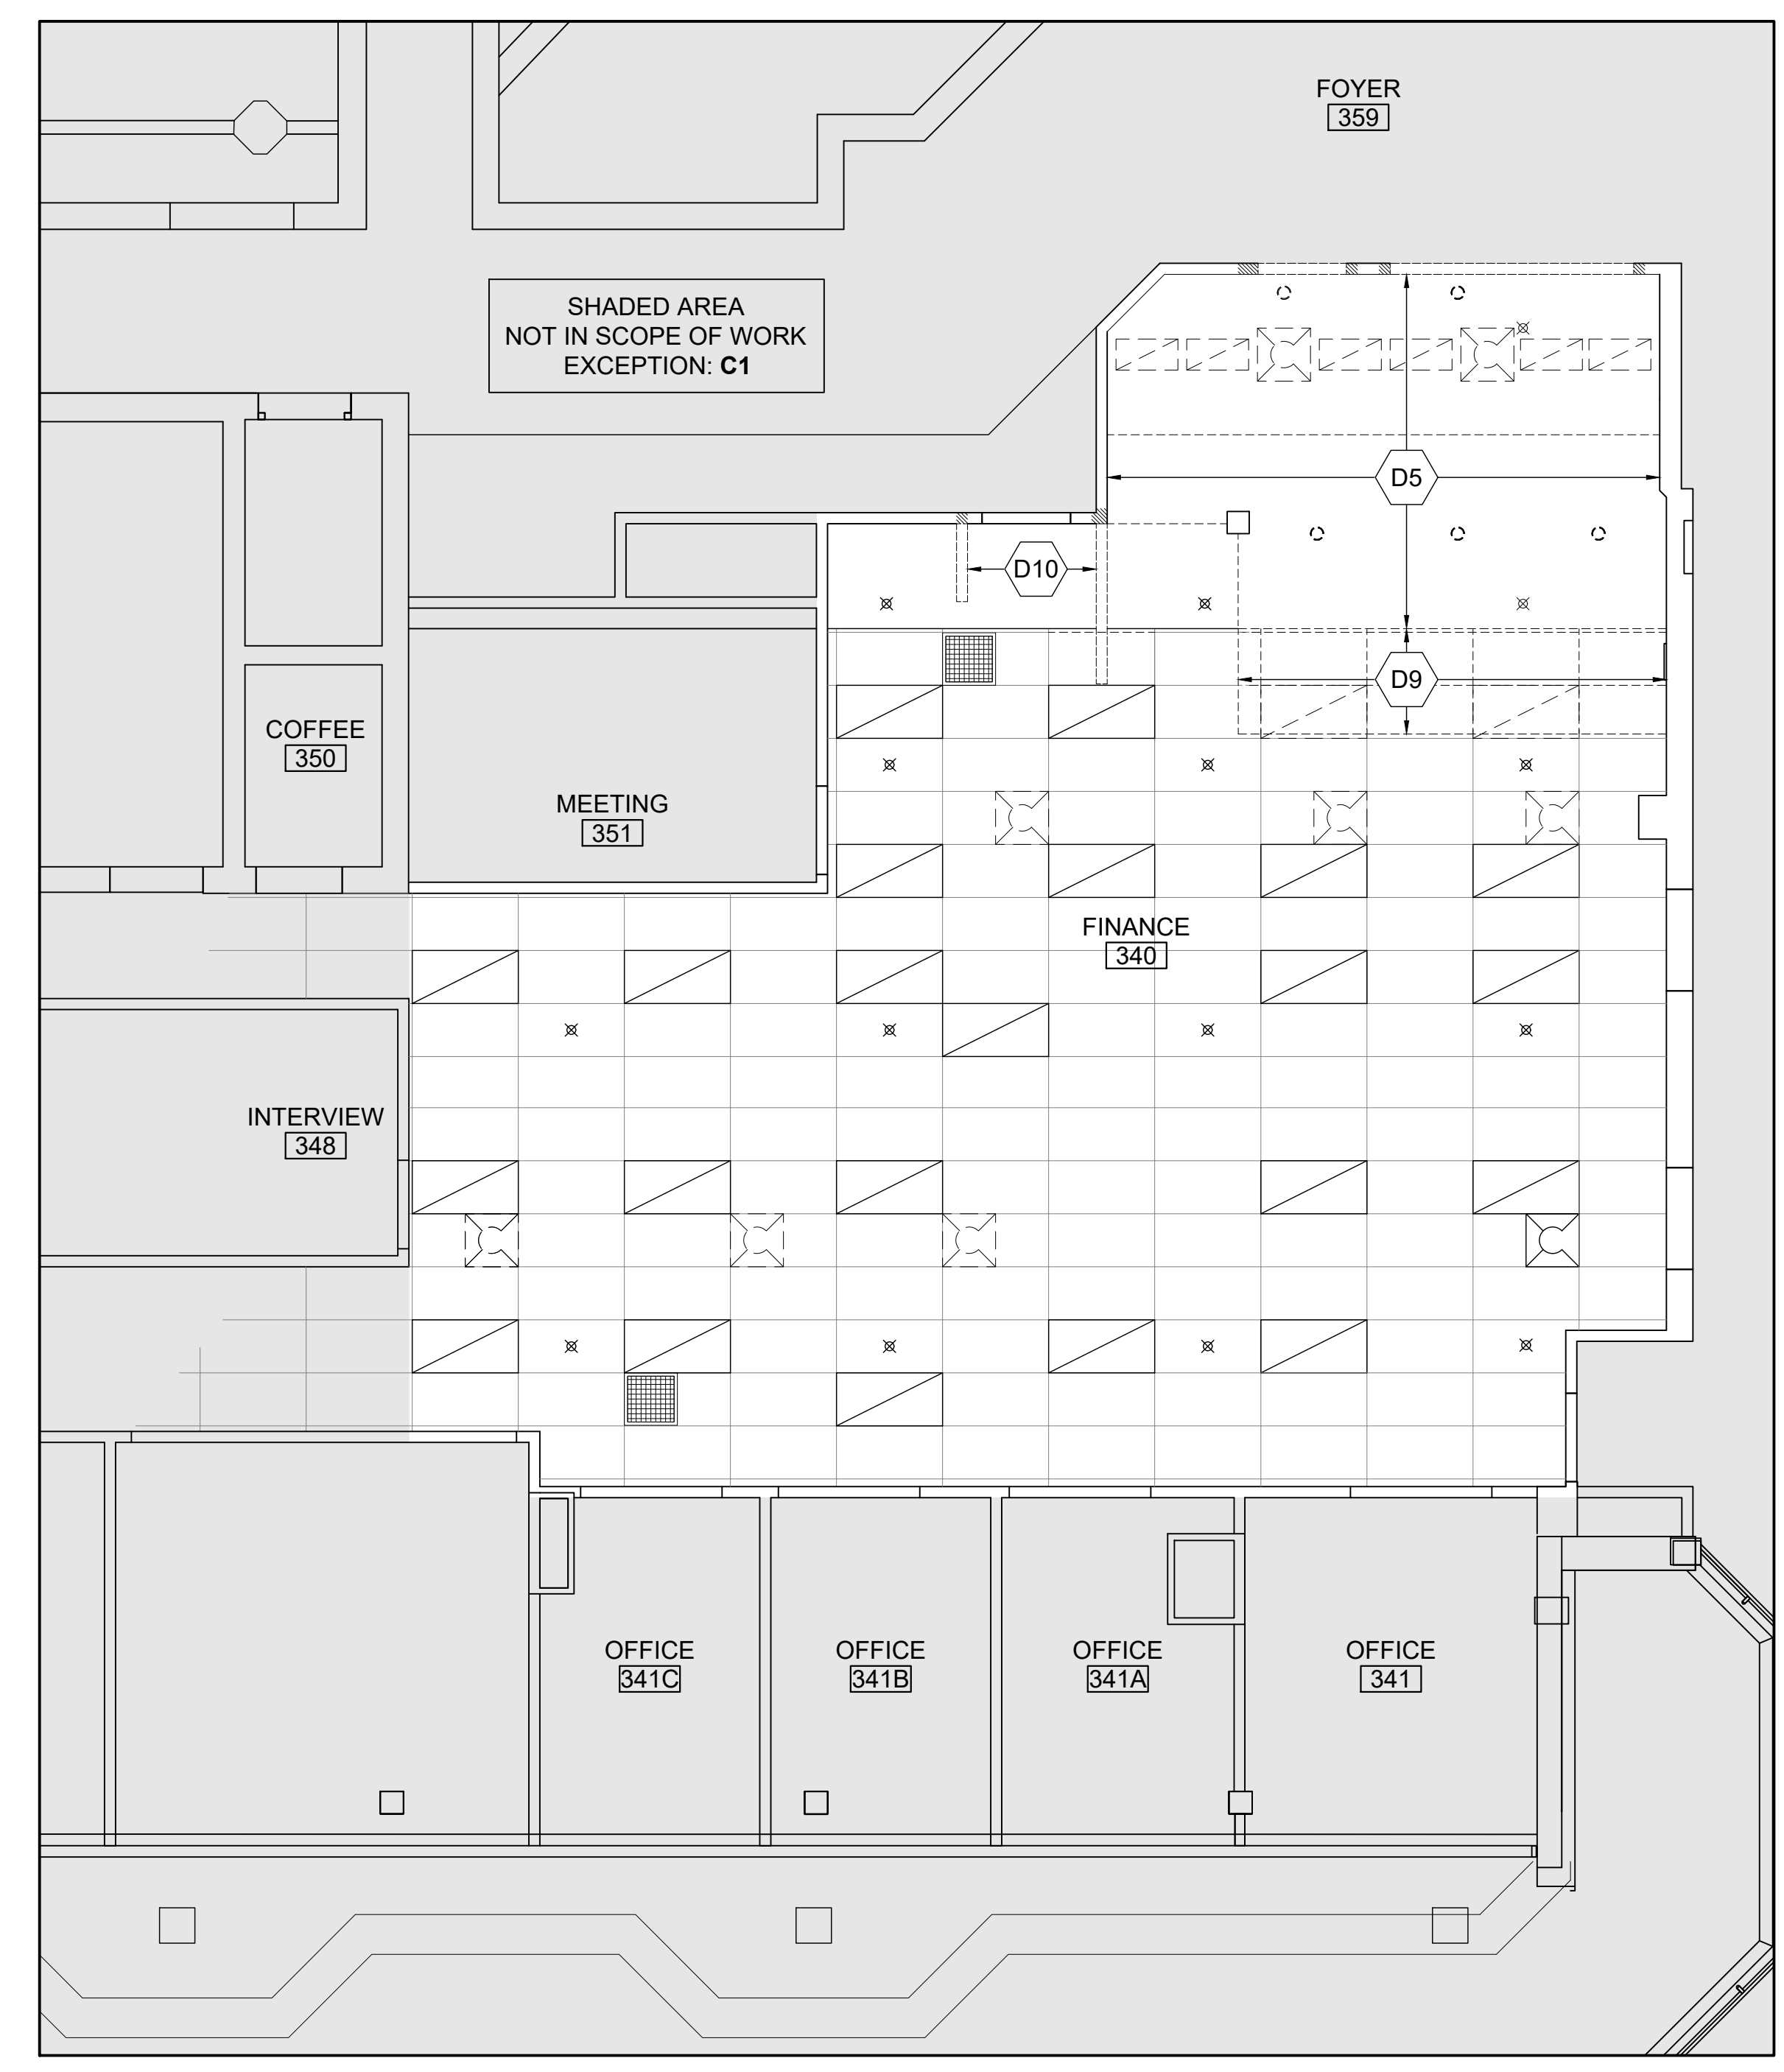 FOYER
359
SHADED AREA
NOT IN SCOPE OF WORK
EXCEPTION: C1
D5
D10
D9
COFFEE
350
MEETING
351
FINANCE
340
INTERVIEW
348
OFFICE
341C
OFFICE
341B
OFFICE
341A
OFFICE
341